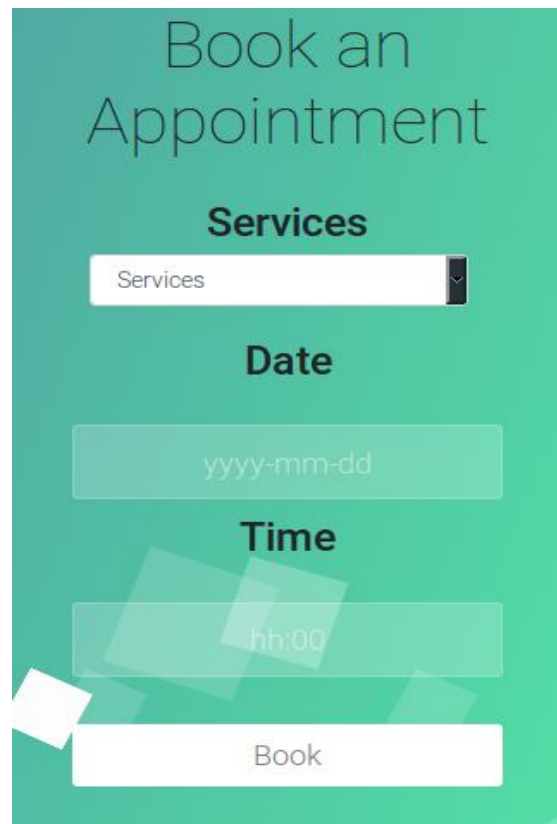 Book an
Appointment
Services
Services
Date
yyyy-mm-dd
Time
hh:00
Book